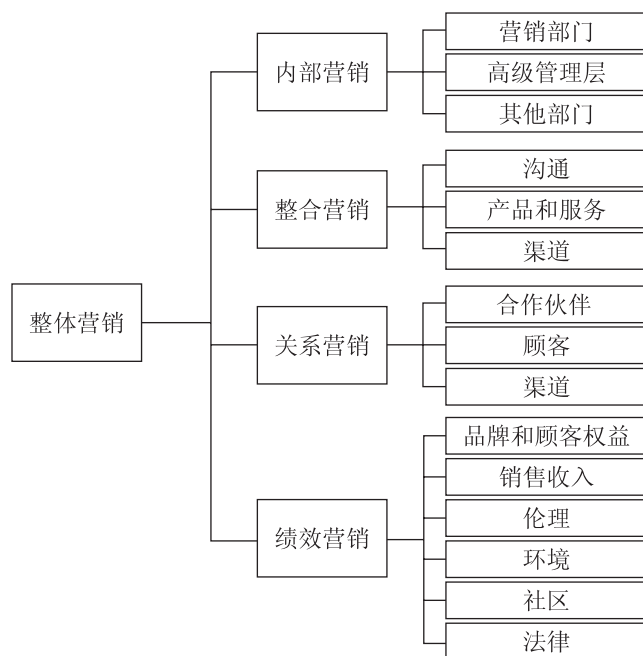 整体营销
内部营销
营销部门
高级管理层
其他部门
整合营销
沟通
产品和服务
渠道
关系营销
合作伙伴
顾客
渠道
绩效营销
品牌和顾客权益
销售收入
伦理
环境
社区
法律